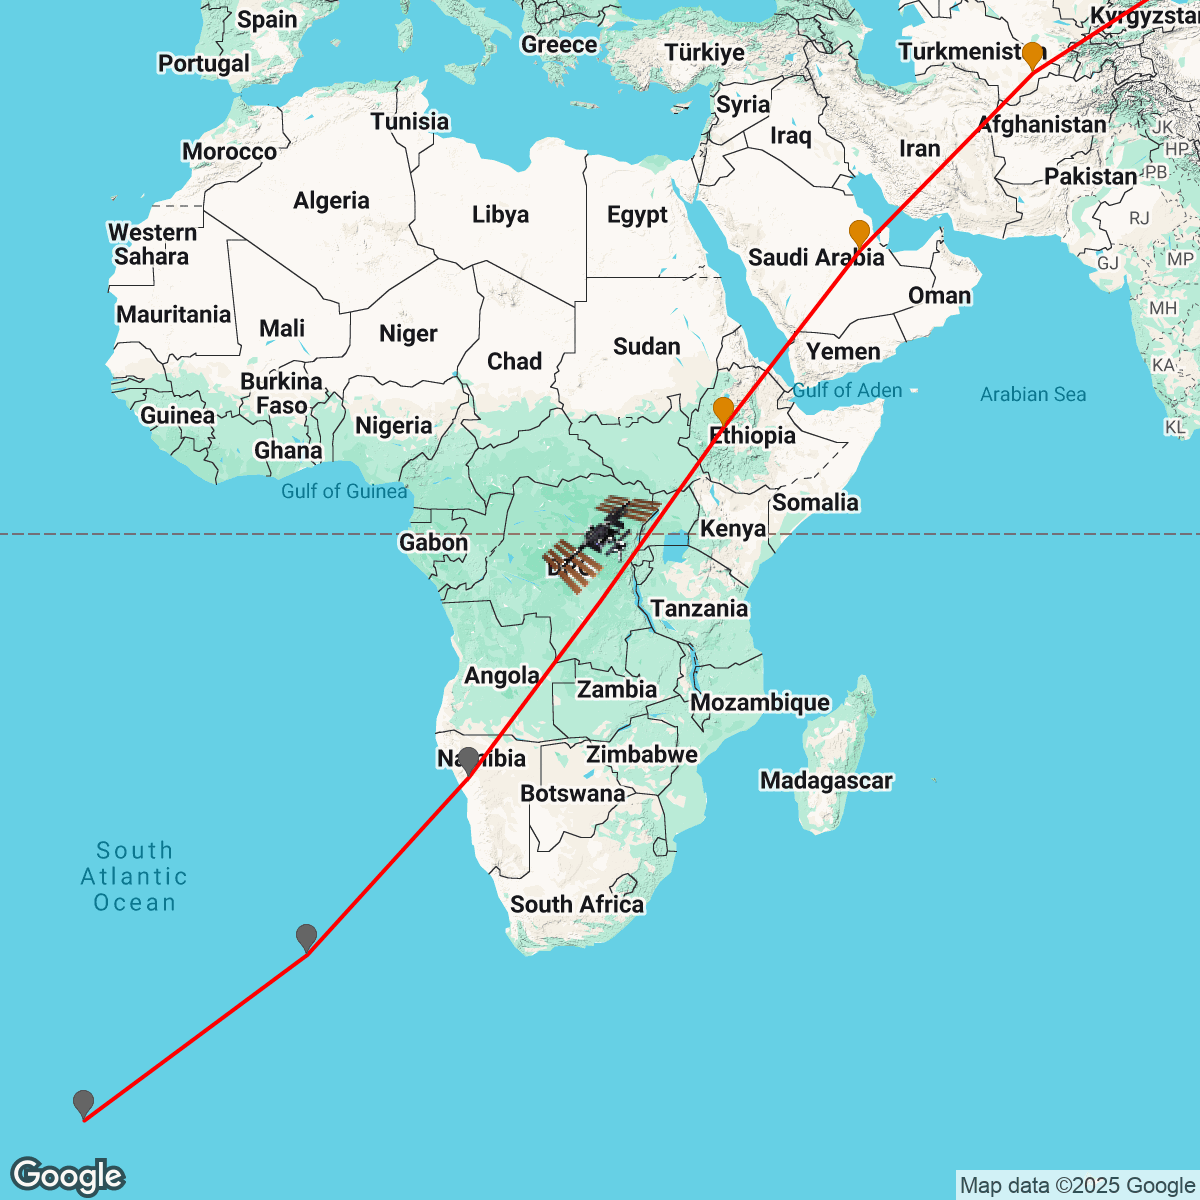 Spain
Portugal
Greece
Türkiye
Turkmenistan
Kyrgyzstan
Tunisia
Syria
Iraq
Iran
Afghanistan
JK
HP
Morocco
PB
Pakistan
Algeria
Libya
Egypt
RJ
Western
Sahara
Saudi Arabia
GJ
MP
Oman
Mauritania
Mali
Niger
Chad
Sudan
Yemen
MH
KA
Burkina
Faso
Gulf of Aden
Arabian Sea
Guinea
Nigeria
Ethiopia
KL
Ghana
Gulf of Guinea
Somalia
Kenya
Gabon
Tanzania
Angola
Zambia
Mozambique
Namibia
Zimbabwe
Botswana
Madagascar
South
Atlantic
Ocean
South Africa
Google
Map data ©2025 Google